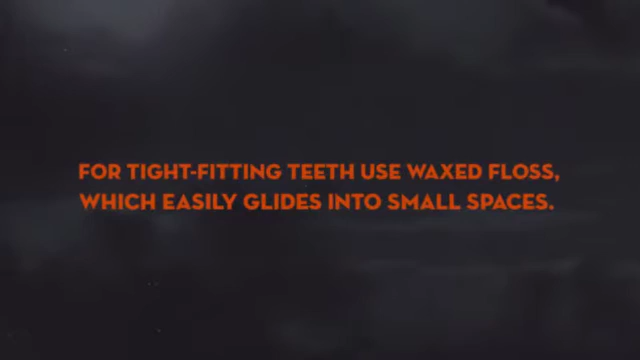 FOR TIGHT-FITTING TEETH USE WAXED FLOSS,
WHICH EASILY GLIDES INTO SMALL SPACES.